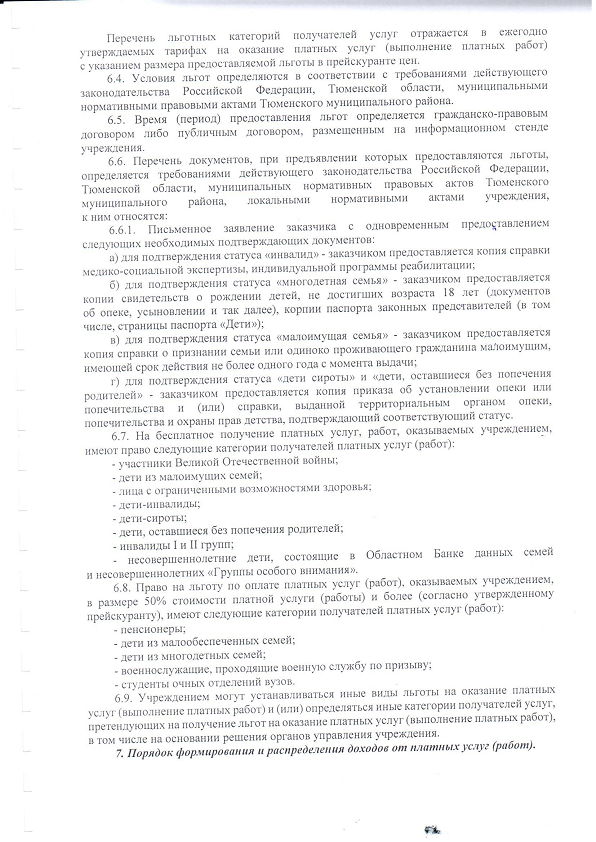 Перечень льготных категорий получателей услуг отражается в ежегодно
утверждаемых тарифах на оказание платных услуг (выполнение платных работ)
с указанием размера предоставляемой льготы в прейскуранте цен.
6.4. Условия льгот определяются в соответствии с требованиями действующего
законодательства Российской Федерации, Тюменской области, муниципальными
нормативными правовыми актами Тюменского муниципального района.
6.5. Время (период) предоставления льгот определяется гражданско-правовым
договором либо публичным договором, размещенным на информационном стенде
учреждения.
6.6. Перечень документов, при предъявлении которых предоставляются льготы,
определяется требованиями действующего законодательства Российской Федерации,
Тюменской области, муниципальных нормативных правовых актов Тюменского
муниципального района, локальными нормативными актами учреждения,
к ним относятся:
6.6.1. Письменное заявление заказчика с одновременным предоставлением
следующих необходимых подтверждающих документов:
а) для подтверждения статуса «инвалид» - заказчиком предоставляется копия справки
медико-социальной экспертизы, индивидуальной программы реабилитации;
б) для подтверждения статуса «многодетная семья» - заказчиком предоставляется
копии свидетельств о рождении детей, не достигших возраста 18 лет (документов
об опеке, усыновлении и так далее), корпии паспорта законных представителей (в том
числе, страницы паспорта «Дети»);
в) для подтверждения статуса «малоимущая семья» - заказчиком предоставляется
копия справки о признании семьи или одиноко проживающего гражданина малоимущим,
имеющей срок действия не более одного года с момента выдачи;
г) для подтверждения статуса «дети сироты» и «дети, оставшиеся без попечения
родителей» - заказчиком предоставляется копия приказа об установлении опеки или
попечительства и (или) справки, выданной территориальным органом опеки,
попечительства и охраны прав детства, подтверждающий соответствующий статус.
6.7. На бесплатное получение платных услуг, работ, оказываемых учреждением,
имеют право следующие категории получателей платных услуг (работ):
- участники Великой Отечественной войны;
- дети из малоимущих семей;
- лица с ограниченными возможностями здоровья;
- дети-инвалиды;
- дети-сироты;
- дети, оставшиеся без попечения родителей;
- инвалиды I и II групп;
- несовершеннолетние дети, состоящие в Областном Банке данных семей
и несовершеннолетних «Группы особого внимания».
6.8. Право на льготу по оплате платных услуг (работ), оказываемых учреждением,
в размере 50% стоимости платной услуги (работы) и более (согласно утвержденному
прейскуранту), имеют следующие категории получателей платных услуг (работ):
- пенсионеры;
- дети из малообеспеченных семей;
- дети из многодетных семей;
- военнослужащие, проходящие военную службу по призыву;
- студенты очных отделений вузов.
6.9. Учреждением могут устанавливаться иные виды льготы на оказание платных
услуг (выполнение платных работ) и (или) определяться иные категории получателей услуг,
претендующих на получение льгот на оказание платных услуг (выполнение платных работ),
в том числе на основании решения органов управления учреждения.
7. Порядок формирования и распределения доходов от платных услуг (работ).